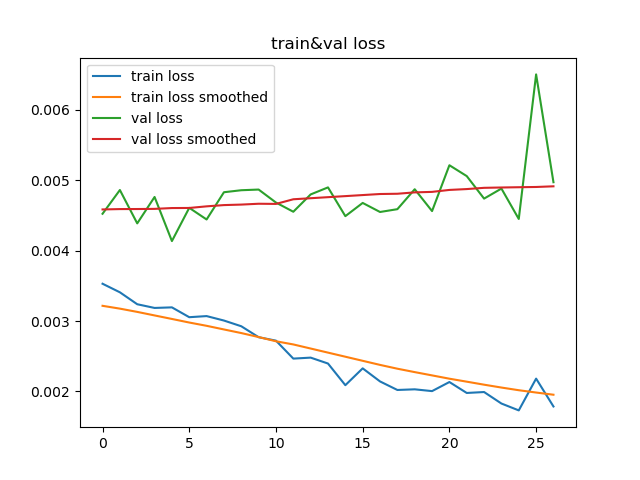 train&val loss
train loss
train loss smoothed
val loss
val loss smoothed
0.006
0.005
0.004
0.003
0.002
0 5 10 15 20 25